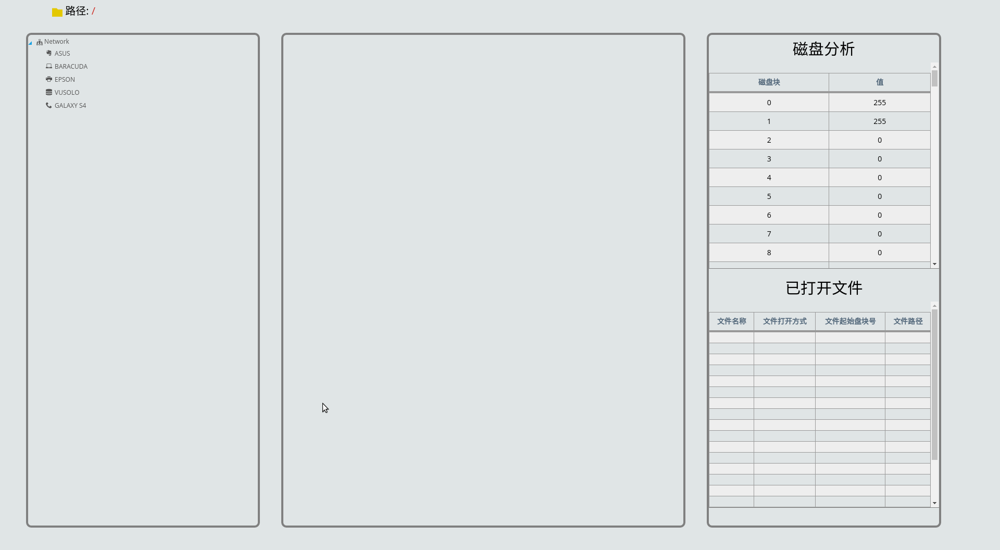 路径: /
Network
ASUS
BARACUDA
EPSON
VUSOLO
GALAXY S4
磁盘分析
磁盘块 值
0 255
1 255
2 0
3 0
4 0
5 0
6 0
7 0
8 0
已打开文件
文件名称 文件打开方式 文件起始盘块号 文件路径